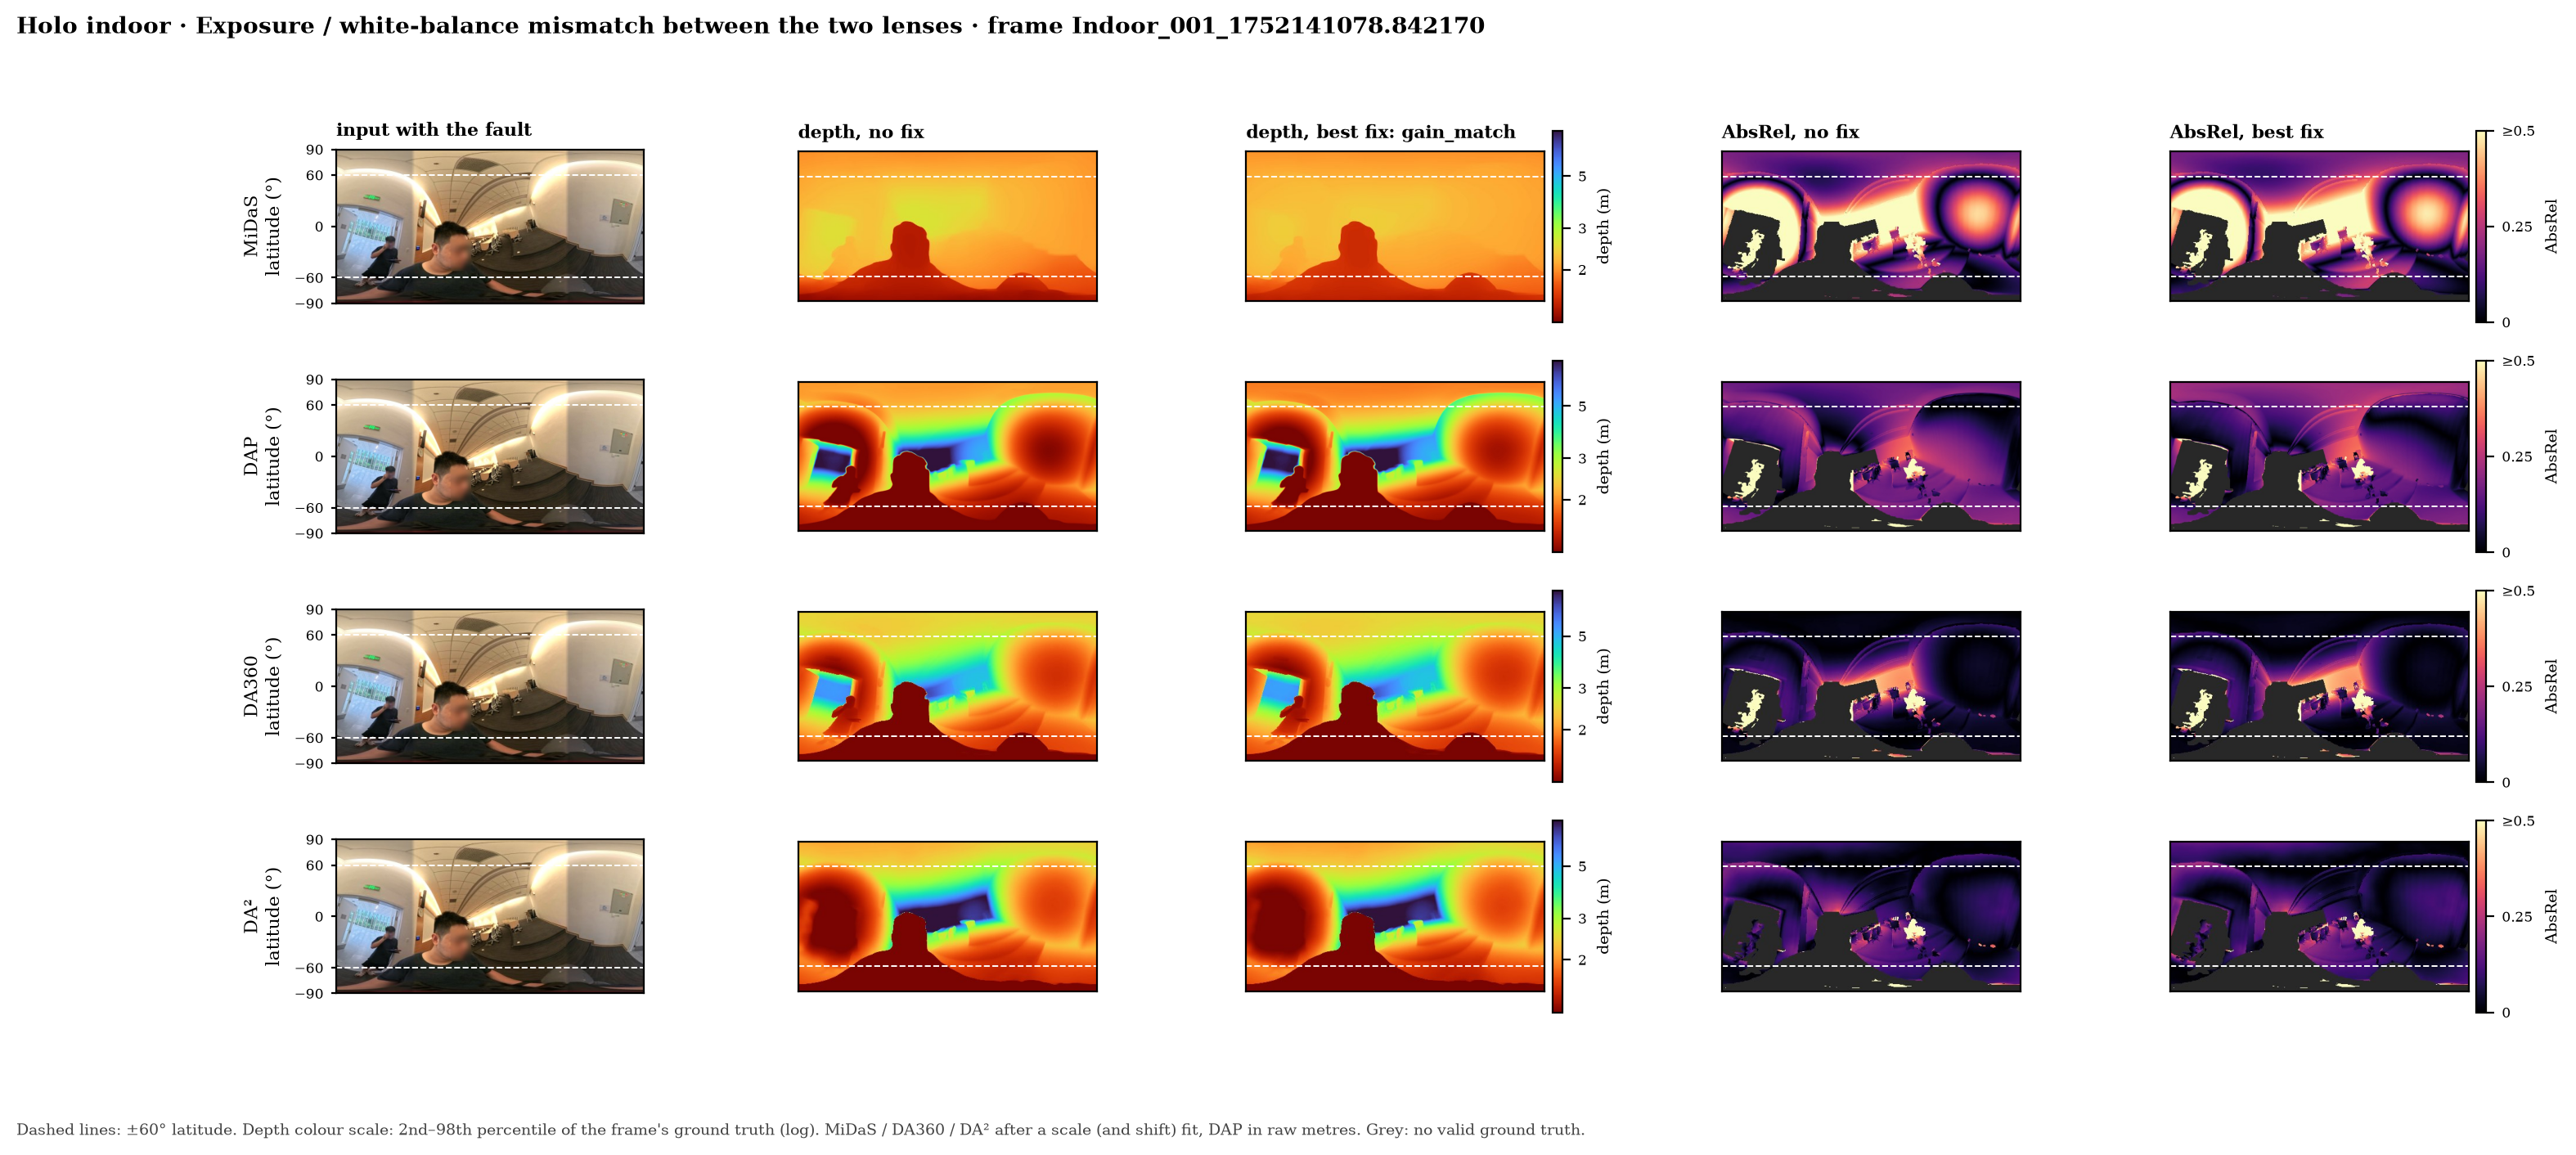 Holo indoor · Exposure / white-balance mismatch between the two lenses · frame Indoor_001_1752141078.842170
input with the fault
depth, no fix
depth, best fix: gain_match
AbsRel, no fix
AbsRel, best fix
MiDaS
latitude (°)
90
60
0
−60
−90
5
3
2
depth (m)
≥0.5
0.25
0
AbsRel
DAP
latitude (°)
90
60
0
−60
−90
5
3
2
depth (m)
≥0.5
0.25
0
AbsRel
DA360
latitude (°)
90
60
0
−60
−90
5
3
2
depth (m)
≥0.5
0.25
0
AbsRel
DA²
latitude (°)
90
60
0
−60
−90
5
3
2
depth (m)
≥0.5
0.25
0
AbsRel
Dashed lines: ±60° latitude. Depth colour scale: 2nd–98th percentile of the frame's ground truth (log). MiDaS / DA360 / DA² after a scale (and shift) fit, DAP in raw metres. Grey: no valid ground truth.